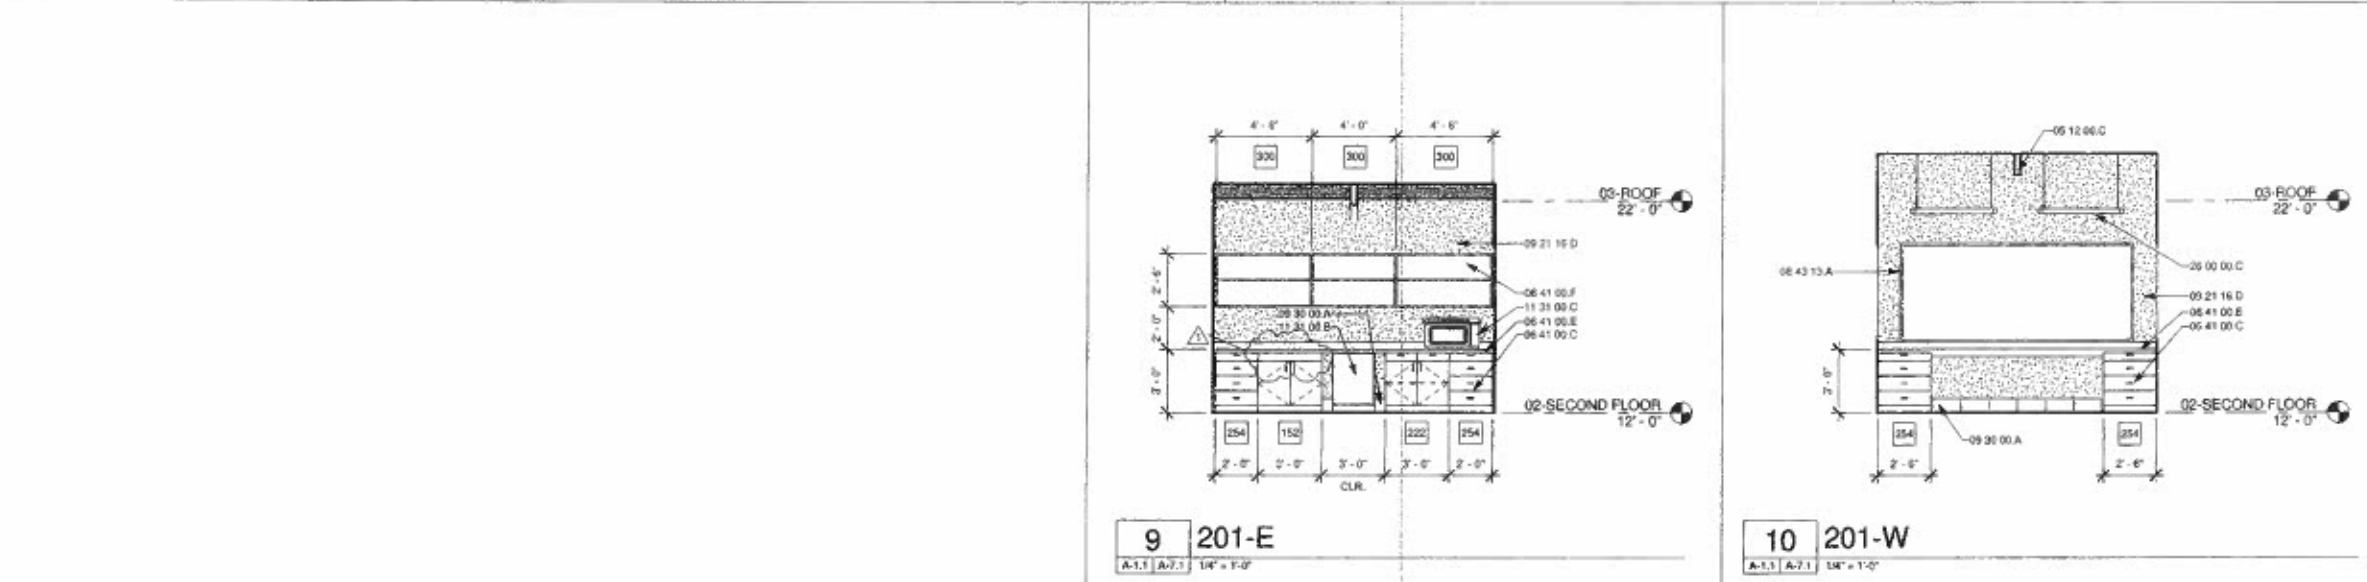 4' - 6" 4' - 0" 4' - 6"
300 300 300
03-ROOF
22' - 0"
09 21 16 D
2' - 6"
06 41 00.F
11 31 00 C
06 41 00.E
06 41 00 C
09 30 00.A
11 31 00 B
2' - 0"
1
3' - 0"
02-SECOND FLOOR
12' - 0"
254 152 222 254
2' - 0" 3' - 0" 3' - 0" 3' - 0" 2' - 0"
CLR.
9 201-E
A-1.1 A-7.1 1/4" = 1'-0"
05 12 00.C
03-ROOF
22' - 0"
08 43 13.A
26 00 00.C
09 21 16 D
06 41 00 E
06 41 00 C
3' - 0"
02-SECOND FLOOR
12' - 0"
254 254
09 30 00.A
2' - 6" 2' - 6"
10 201-W
A-1.1 A-7.1 1/4" = 1'-0"